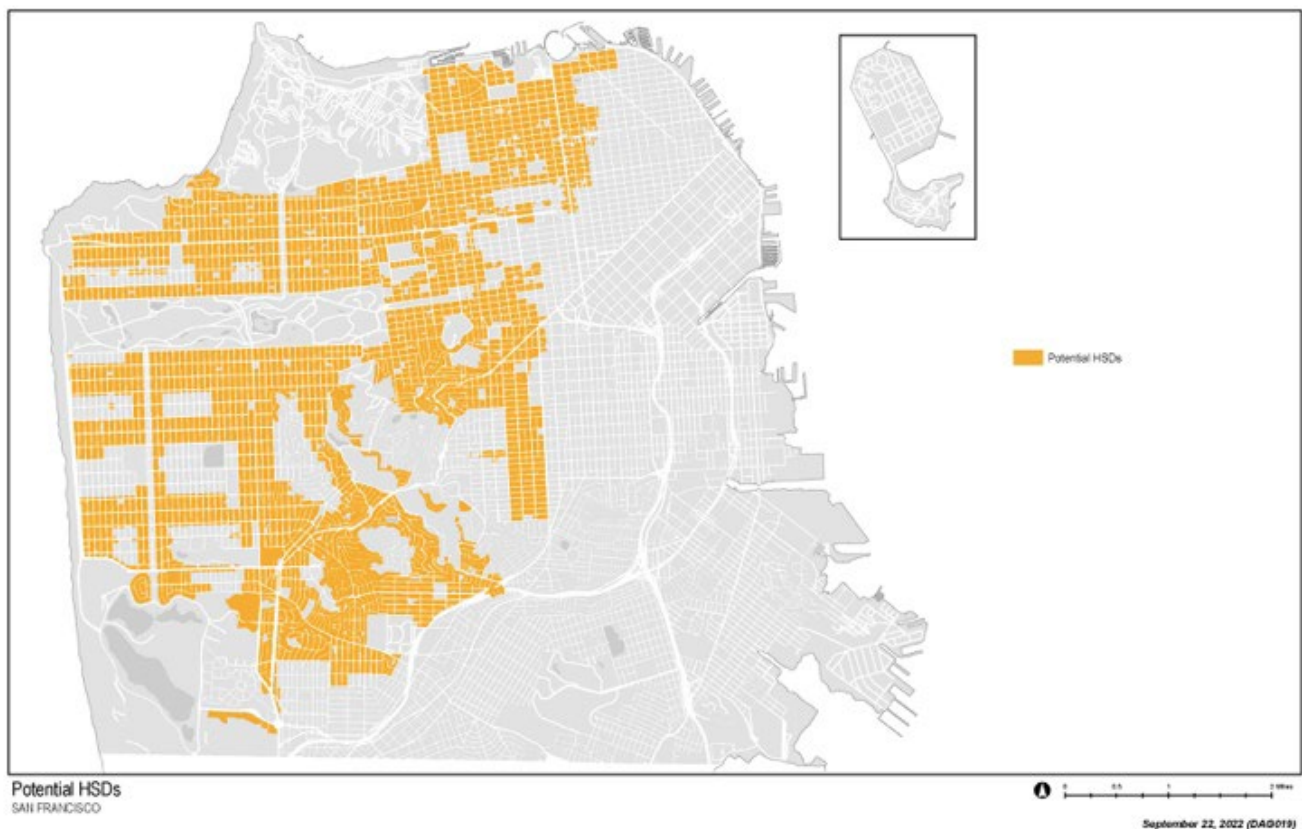 Potential HSDs
Potential HSDs
SAN FRANCISCO
0 0.5 1 2 Miles
September 22, 2022 (DAG019)